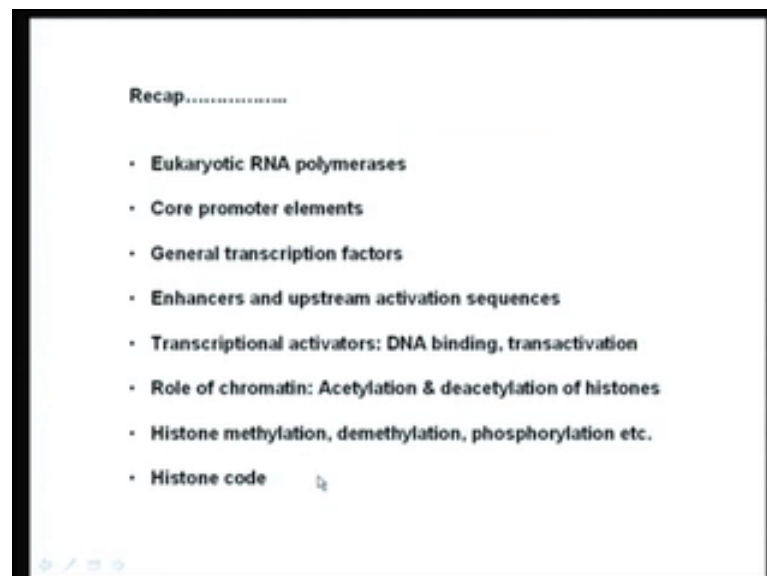 Recap.................
• Eukaryotic RNA polymerases
• Core promoter elements
• General transcription factors
• Enhancers and upstream activation sequences
• Transcriptional activators: DNA binding, transactivation
• Role of chromatin: Acetylation & deacetylation of histones
• Histone methylation, demethylation, phosphorylation etc.
• Histone code